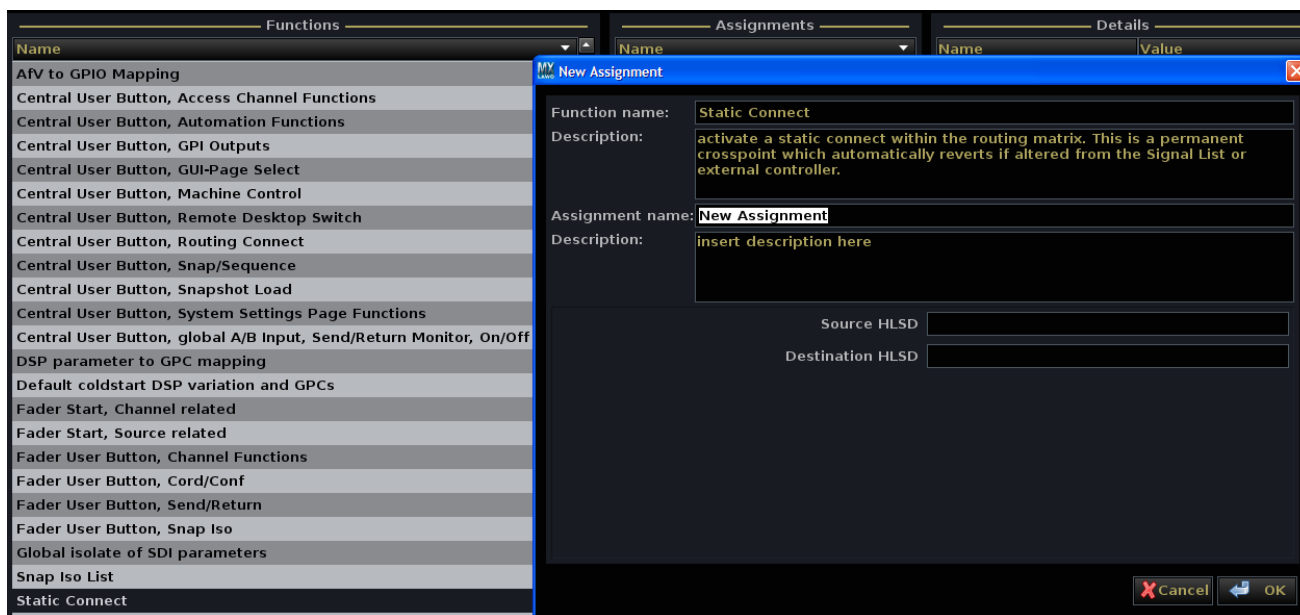 Functions
Assignments
Details
Name
Name
Name
Value
AfV to GPIO Mapping
Central User Button, Access Channel Functions
Central User Button, Automation Functions
Central User Button, GPI Outputs
Central User Button, GUI-Page Select
Central User Button, Machine Control
Central User Button, Remote Desktop Switch
Central User Button, Routing Connect
Central User Button, Snap/Sequence
Central User Button, Snapshot Load
Central User Button, System Settings Page Functions
Central User Button, global A/B Input, Send/Return Monitor, On/Off
DSP parameter to GPC mapping
Default coldstart DSP variation and GPCs
Fader Start, Channel related
Fader Start, Source related
Fader User Button, Channel Functions
Fader User Button, Cord/Conf
Fader User Button, Send/Return
Fader User Button, Snap Iso
Global isolate of SDI parameters
Snap Iso List
Static Connect
MX LAWO New Assignment
Function name: Static Connect
Description: activate a static connect within the routing matrix. This is a permanent
crosspoint which automatically reverts if altered from the Signal List or
external controller.
Assignment name: New Assignment
Description: insert description here
Source HLSD
Destination HLSD
Cancel OK